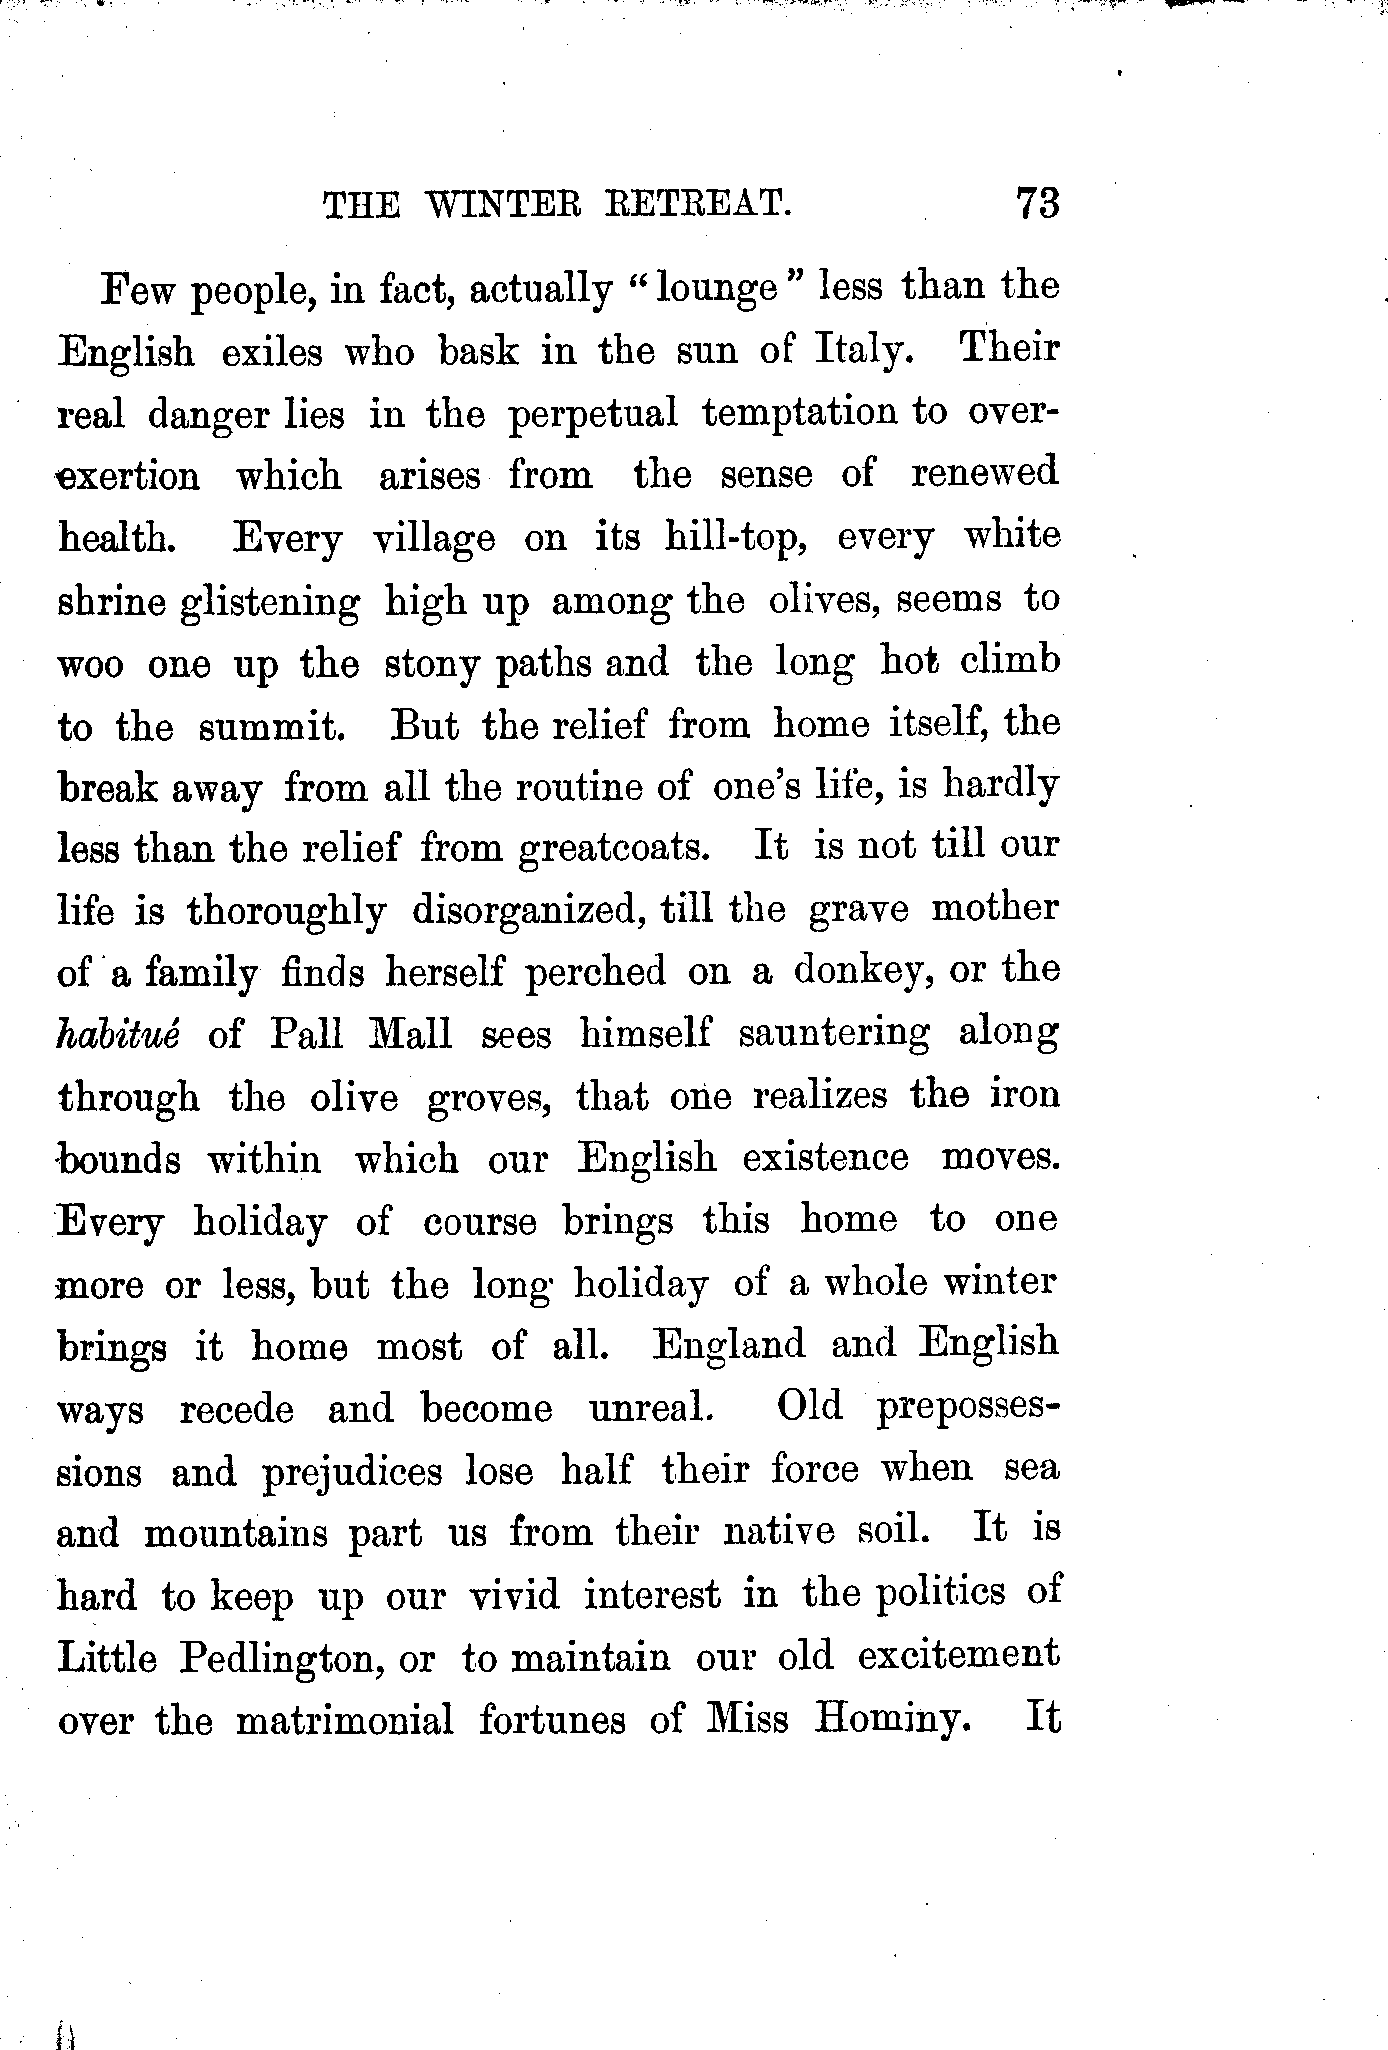 THE WINTER RETREAT. 73
Few people, in fact, actually “lounge” less than the
English exiles who bask in the sun of Italy. Their
real danger lies in the perpetual temptation to over-
exertion which arises from the sense of renewed
health. Every village on its hill-top, every white
shrine glistening high up among the olives, seems to
woo one up the stony paths and the long hot climb
to the summit. But the relief from home itself, the
break away from all the routine of one’s life, is hardly
less than the relief from greatcoats. It is not till our
life is thoroughly disorganized, till the grave mother
of a family finds herself perched on a donkey, or the
habitué of Pall Mall sees himself sauntering along
through the olive groves, that one realizes the iron
bounds within which our English existence moves.
Every holiday of course brings this home to one
more or less, but the long holiday of a whole winter
brings it home most of all. England and English
ways recede and become unreal. Old preposses-
sions and prejudices lose half their force when sea
and mountains part us from their native soil. It is
hard to keep up our vivid interest in the politics of
Little Pedlington, or to maintain our old excitement
over the matrimonial fortunes of Miss Hominy. It